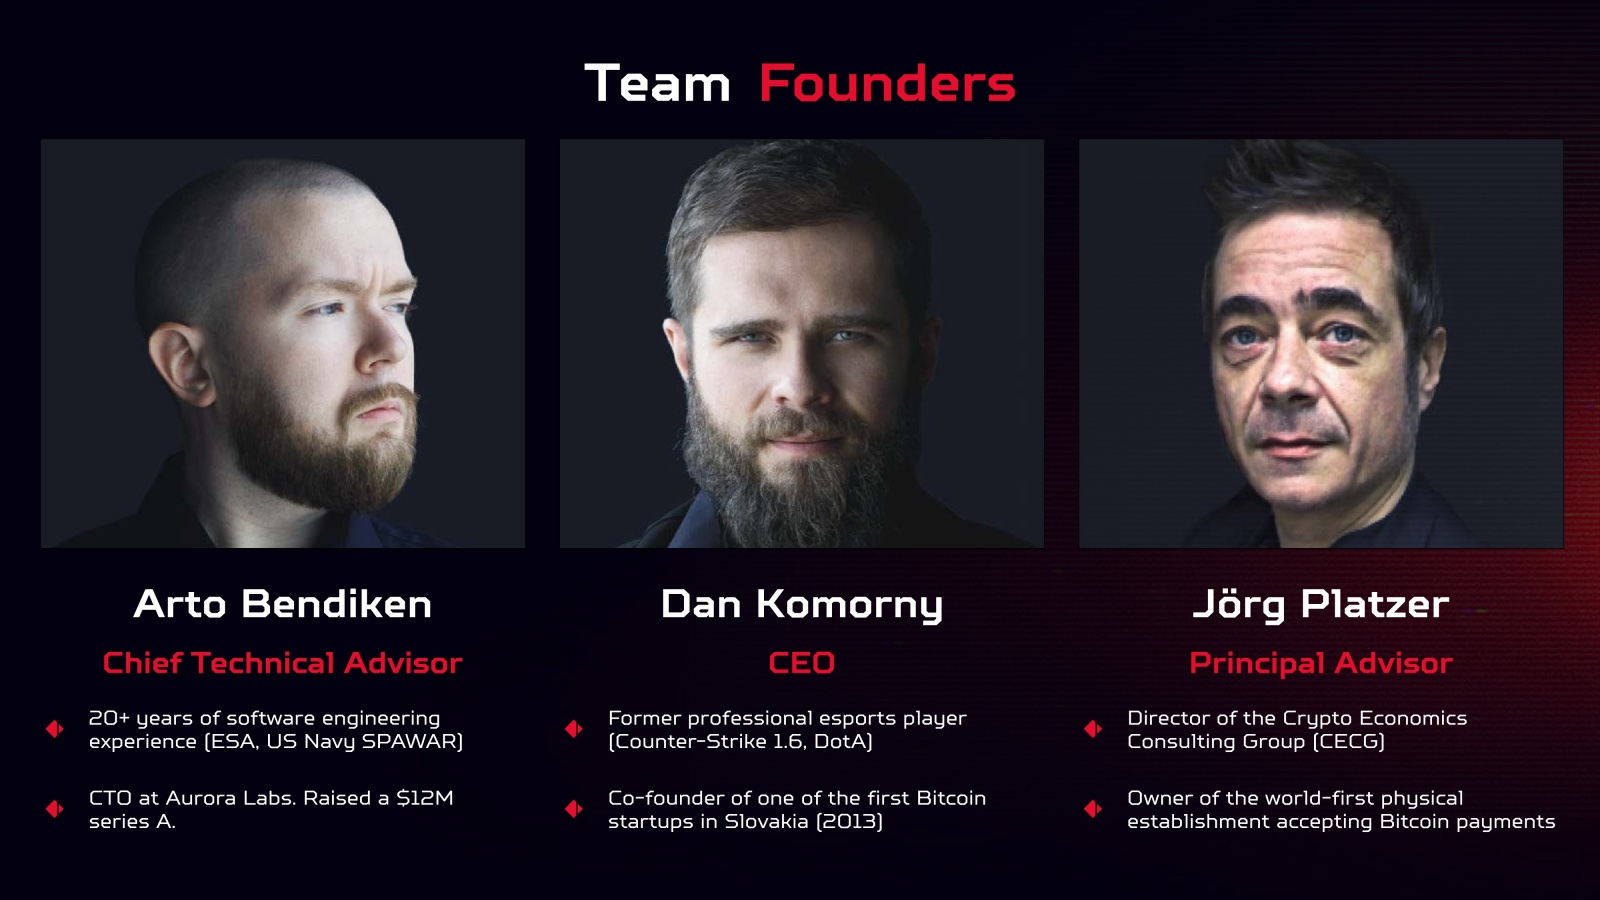 Team Founders
Arto Bendiken
Chief Technical Advisor
20+ years of software engineering
experience (ESA, US Navy SPAWAR)
CTO at Aurora Labs. Raised a $12M
series A.
Dan Komorny
CEO
Former professional esports player
(Counter-Strike 1.6, DotA)
Co-founder of one of the first Bitcoin
startups in Slovakia (2013)
Jörg Platzer
Principal Advisor
Director of the Crypto Economics
Consulting Group (CECG)
Owner of the world-first physical
establishment accepting Bitcoin payments